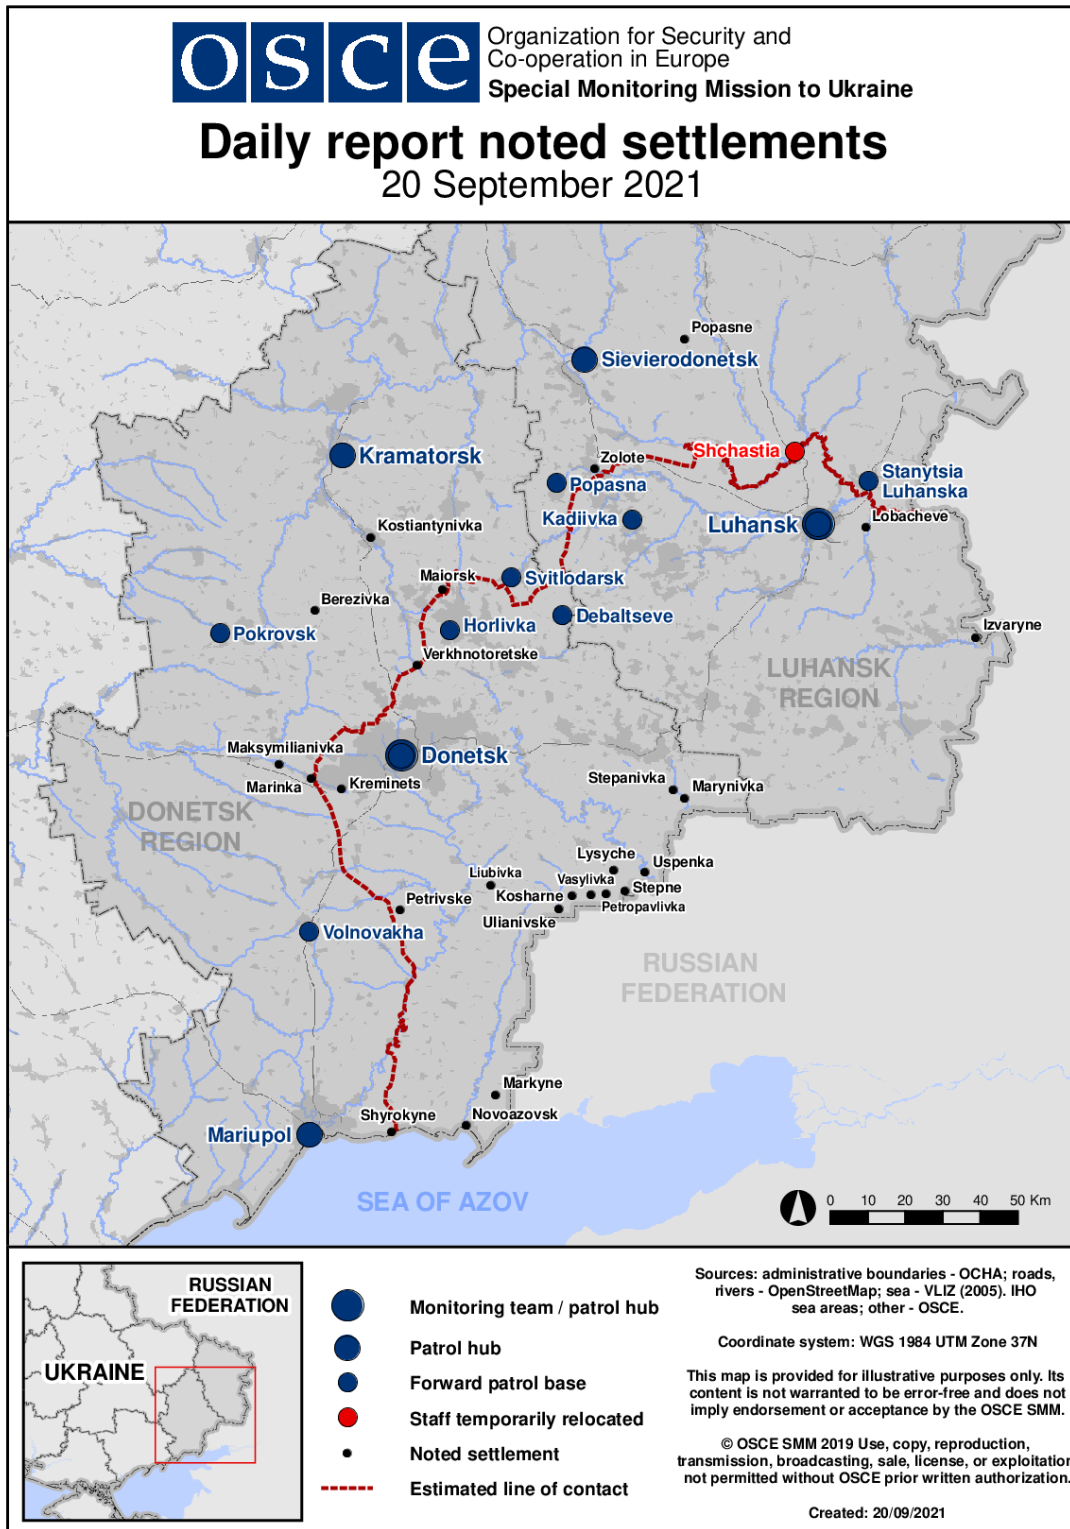 osce
Organization for Security and
Co-operation in Europe
Special Monitoring Mission to Ukraine
Daily report noted settlements
20 September 2021
Popasne
Sievierodonetsk
Shchastia
Kramatorsk
Zolote
Stanytsia
Luhanska
Popasna
Kadiivka
Luhansk
Lobacheve
Kostiantynivka
Maiorsk
Svitlodarsk
Berezivka
Debaltseve
Horlivka
Pokrovsk
Izvaryne
Verkhnotoretske
LUHANSK
REGION
Maksymilianivka
Donetsk
Marinka
Kreminets
Stepanivka
Marynivka
DONETSK
REGION
Lysyche
Uspenka
Liubivka
Vasylivka
Kosharne
Stepne
Petrivske
Petropavlivka
Ulianivske
Volnovakha
RUSSIAN
FEDERATION
Markyne
Shyrokyne
Novoazovsk
Mariupol
SEA OF AZOV
0 10 20 30 40 50 Km
RUSSIAN
FEDERATION
UKRAINE
Monitoring team / patrol hub
Patrol hub
Forward patrol base
Staff temporarily relocated
Noted settlement
Estimated line of contact
Sources: administrative boundaries - OCHA; roads,
rivers - OpenStreetMap; sea - VLIZ (2005). IHO
sea areas; other - OSCE.
Coordinate system: WGS 1984 UTM Zone 37N
This map is provided for illustrative purposes only. Its
content is not warranted to be error-free and does not
imply endorsement or acceptance by the OSCE SMM.
© OSCE SMM 2019 Use, copy, reproduction,
transmission, broadcasting, sale, license, or exploitation
not permitted without OSCE prior written authorization.
Created: 20/09/2021